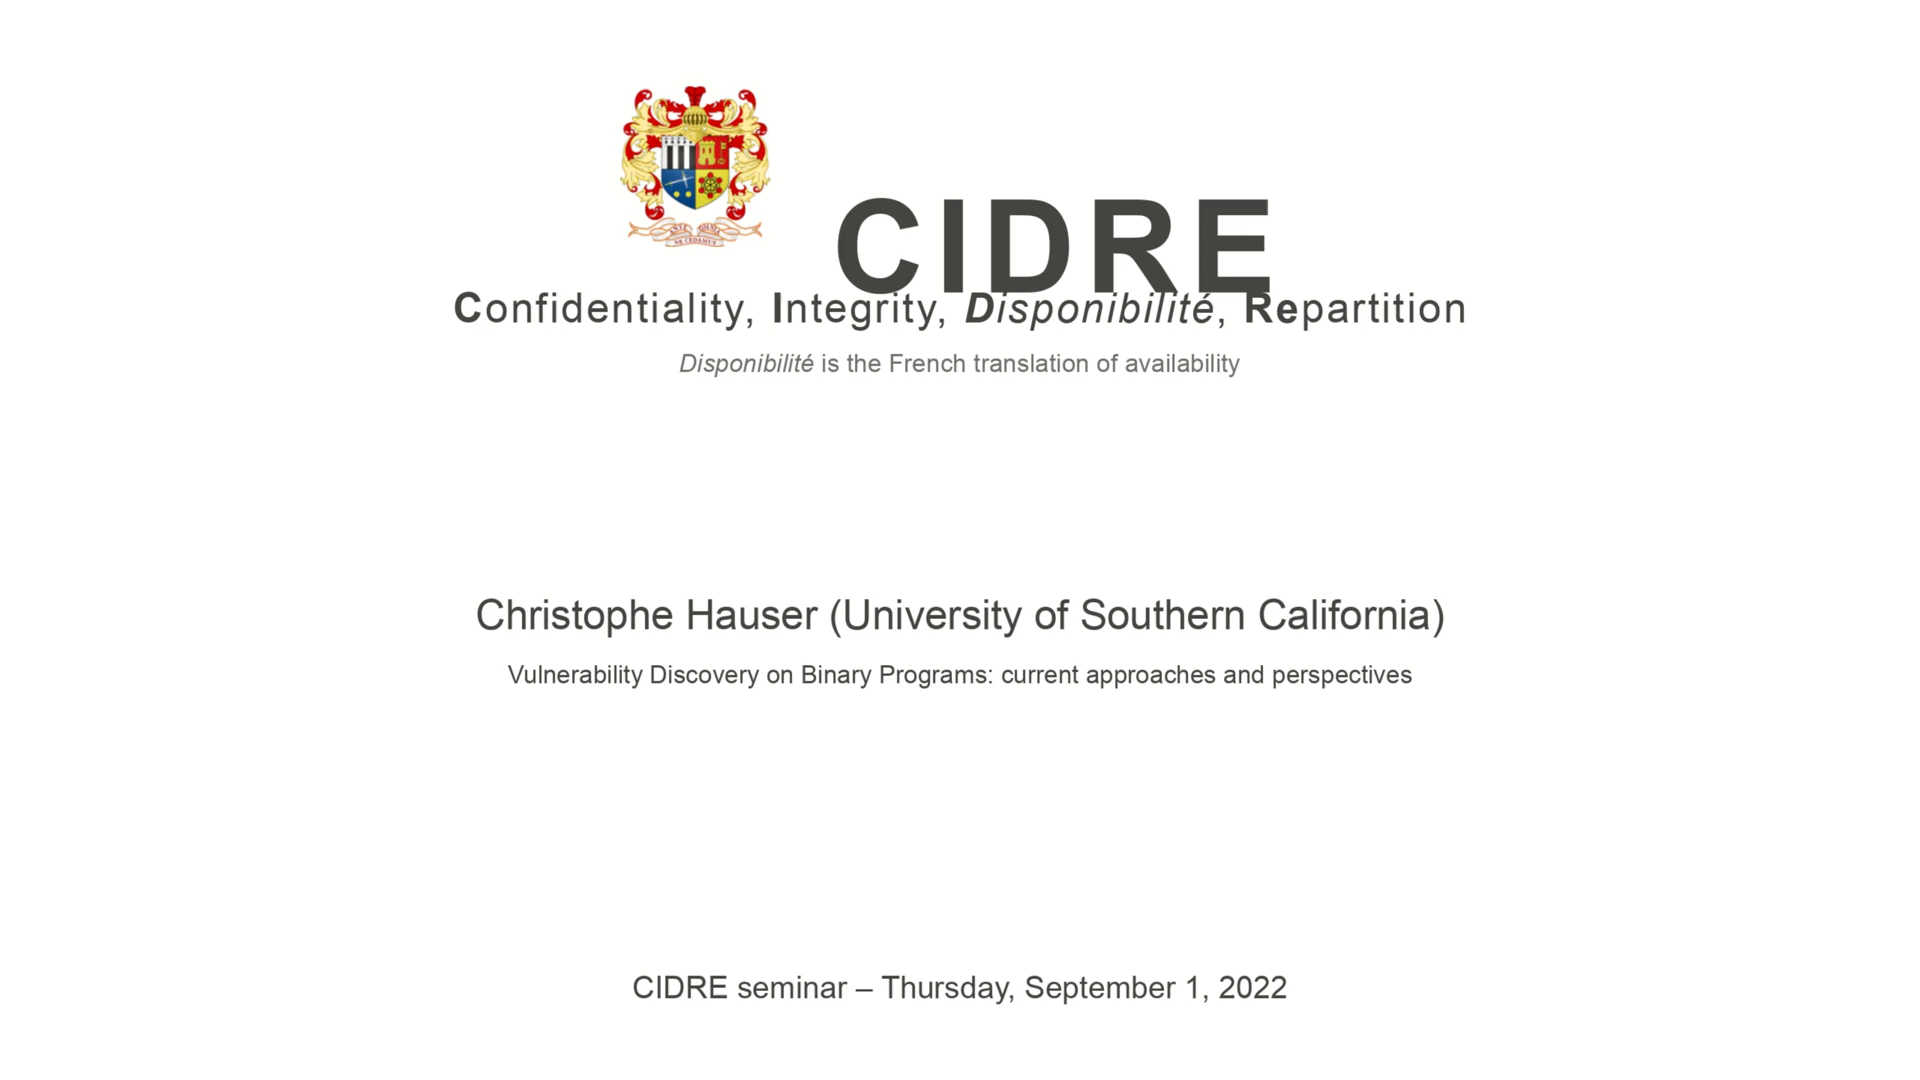 CIDRE
Confidentiality, Integrity, Disponibilité, Repartition
Disponibilité is the French translation of availability
Christophe Hauser (University of Southern California)
Vulnerability Discovery on Binary Programs: current approaches and perspectives
CIDRE seminar – Thursday, September 1, 2022